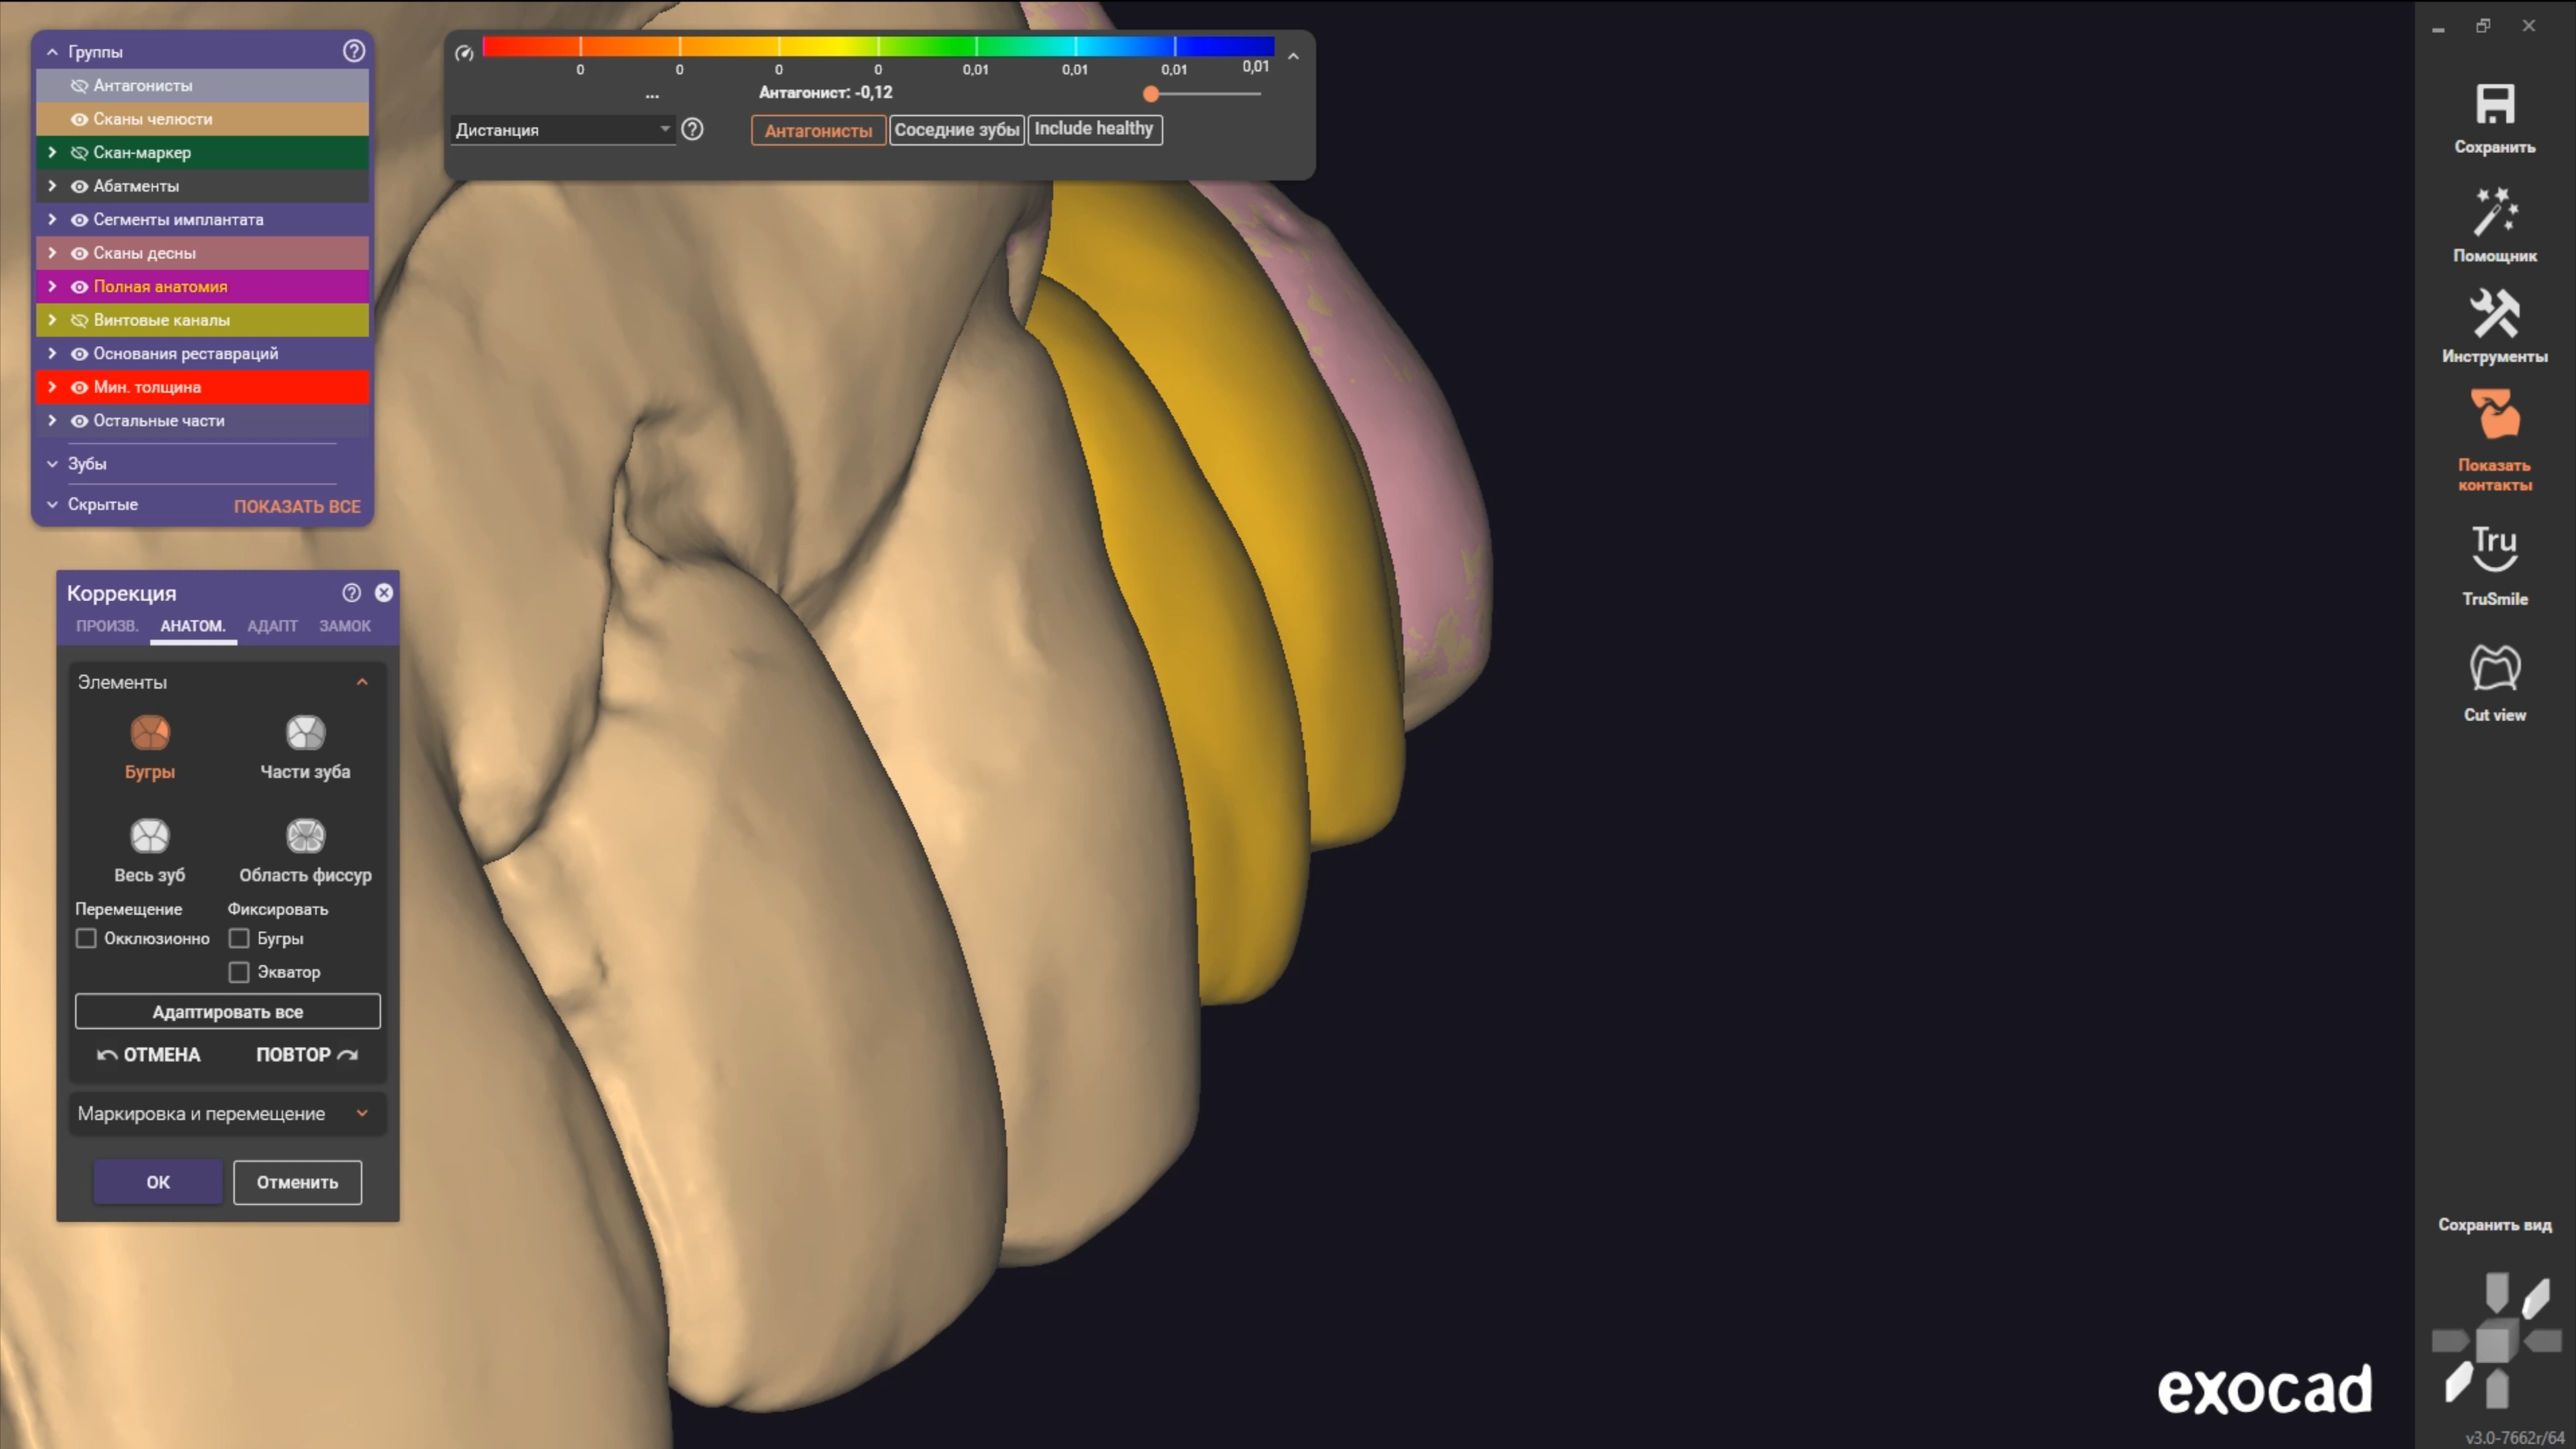 Группы
Антагонисты
Сканы челюсти
Скан-маркер
Абатменты
Сегменты имплантата
Сканы десны
Полная анатомия
Винтовые каналы
Основания реставраций
Мин. толщина
Остальные части
Зубы
Скрытые ПОКАЗАТЬ ВСЕ
0 0 0 0 0,01 0,01 0,01 0,01
... Антагонист: -0,12
Дистанция Антагонисты Соседние зубы Include healthy
Коррекция
ПРОИЗВ. АНАТОМ. АДАПТ ЗАМОК
Элементы
Бугры Части зуба
Весь зуб Область фиссур
Перемещение Фиксировать
Окклюзионно Бугры
Экватор
Адаптировать все
ОТМЕНА ПОВТОР
Маркировка и перемещение
ОК Отменить
Сохранить
Помощник
Инструменты
Показать
контакты
Tru
TruSmile
Cut view
Сохранить вид
exocad
v3.0-7662r/64